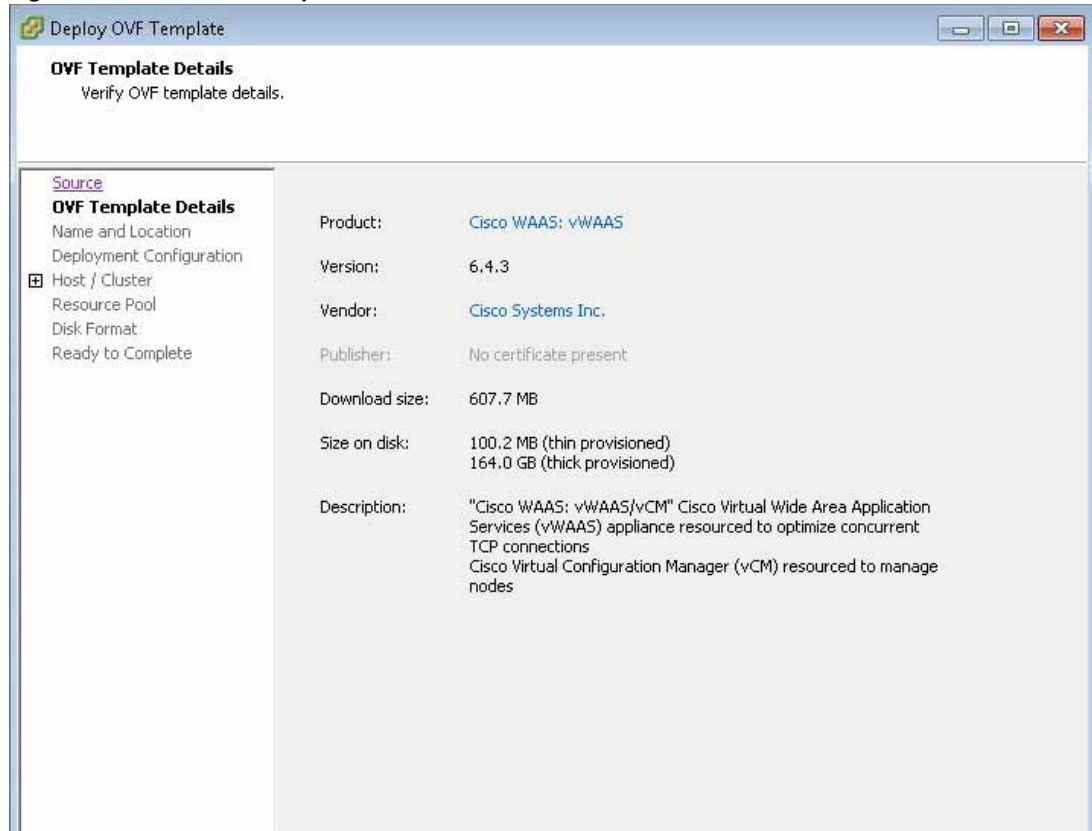 Deploy OVF Template
OVF Template Details
Verify OVF template details.
Source
OVF Template Details
Name and Location
Deployment Configuration
Host / Cluster
Resource Pool
Disk Format
Ready to Complete
Product: Cisco WAAS: vWAAS
Version: 6.4.3
Vendor: Cisco Systems Inc.
Publisher: No certificate present
Download size: 607.7 MB
Size on disk: 100.2 MB (thin provisioned)
164.0 GB (thick provisioned)
Description: "Cisco WAAS: vWAAS/vCM" Cisco Virtual Wide Area Application
Services (vWAAS) appliance resourced to optimize concurrent
TCP connections
Cisco Virtual Configuration Manager (vCM) resourced to manage
nodes